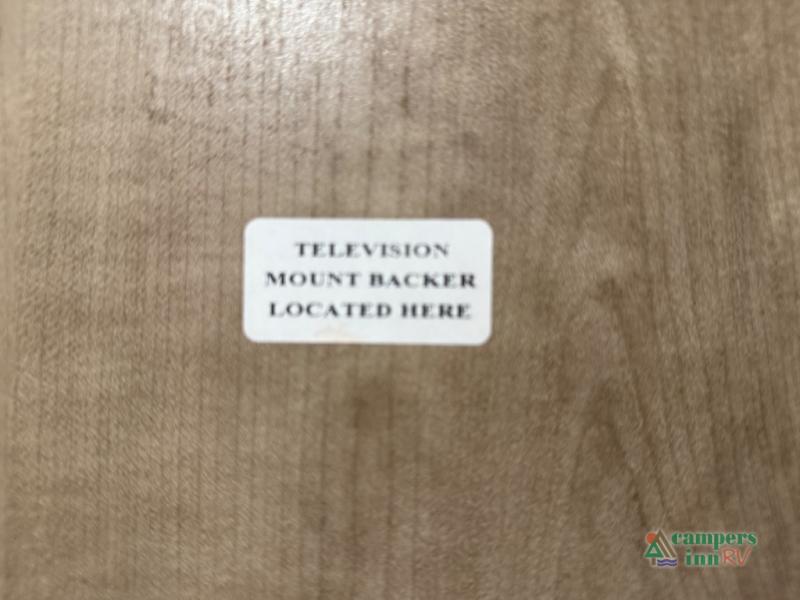 TELEVISION
MOUNT BACKER
LOCATED HERE
campers
inn RV